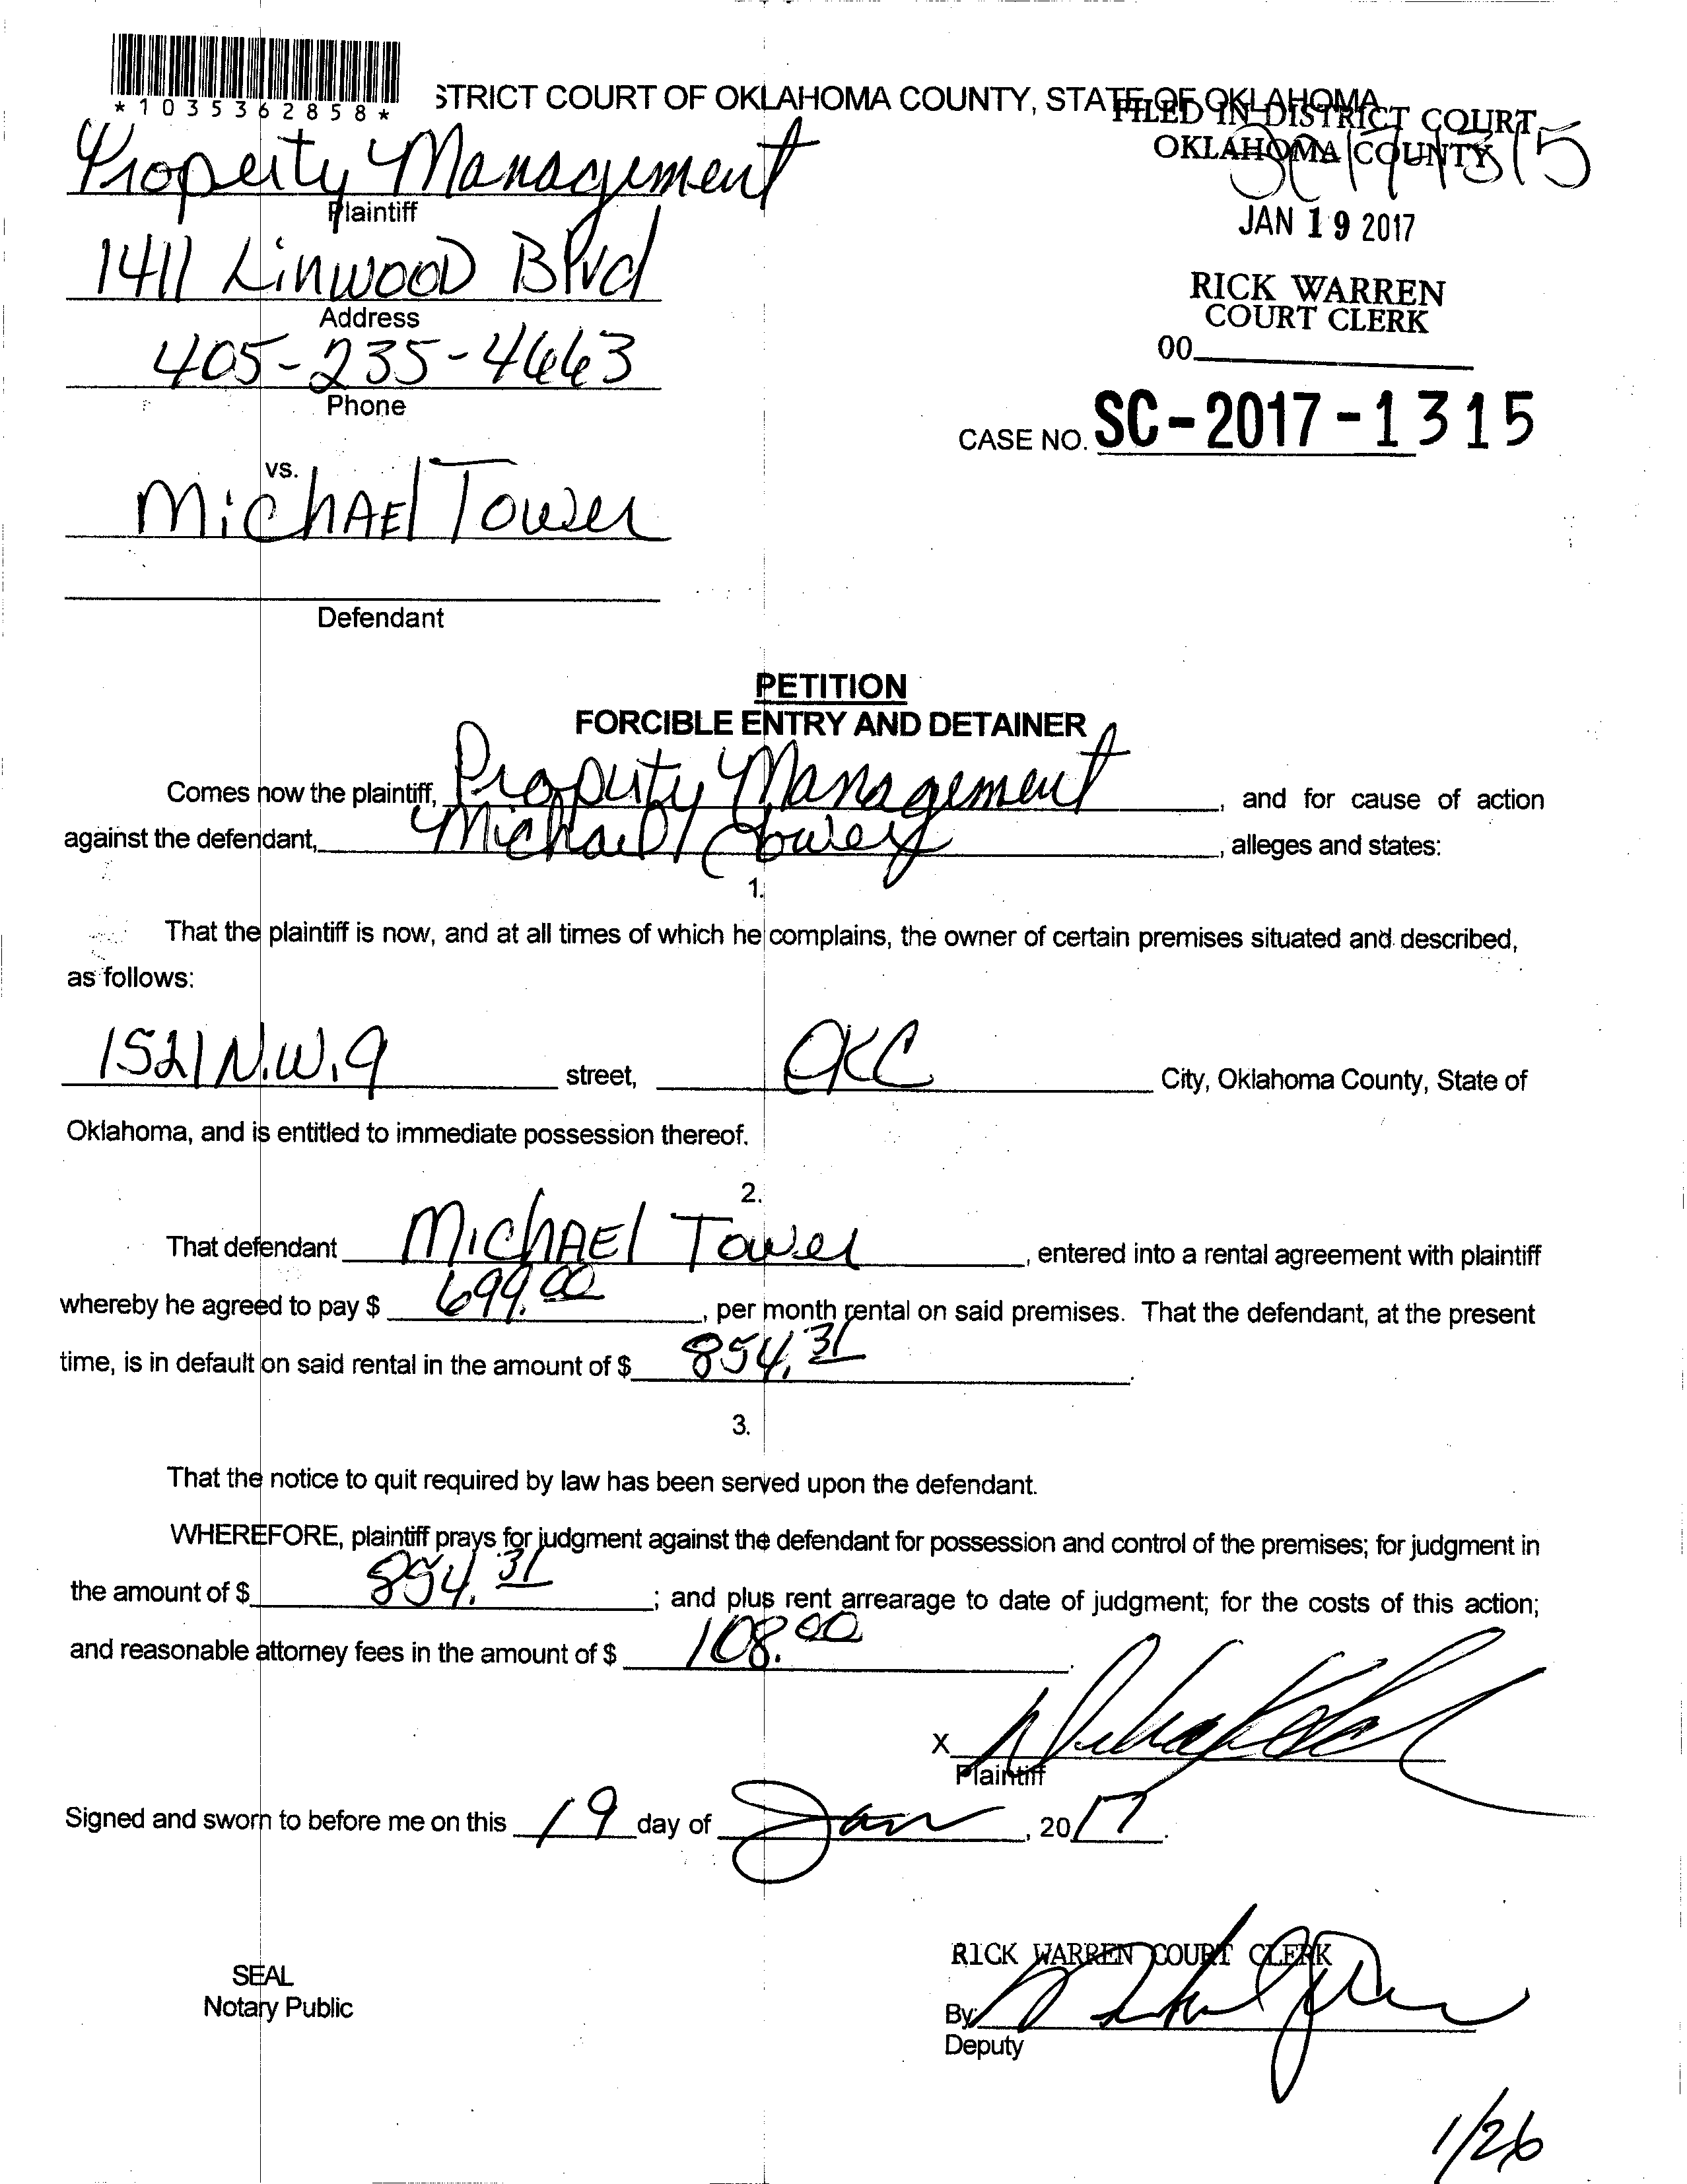 *1035362858*
STRICT COURT OF OKLAHOMA COUNTY, STATE OF OKLAHOMA
FILED IN DISTRICT COURT
OKLAHOMA COUNTY
SC 17 1315
JAN 19 2017
RICK WARREN
COURT CLERK
00
Property Management
Plaintiff
1411 Linwood Blvd
Address
405-235-4663
Phone
CASE NO. SC-2017-1315
vs.
Michael Tower
Defendant
PETITION
FORCIBLE ENTRY AND DETAINER
Comes now the plaintiff, Property Management, and for cause of action
against the defendant, Michael Tower, alleges and states:
1.
That the plaintiff is now, and at all times of which he complains, the owner of certain premises situated and described,
as follows:
1521 N.W. 9 street, OKC City, Oklahoma County, State of
Oklahoma, and is entitled to immediate possession thereof.
2.
That defendant Michael Tower, entered into a rental agreement with plaintiff
whereby he agreed to pay $ 699.00, per month rental on said premises. That the defendant, at the present
time, is in default on said rental in the amount of $ 854.31.
3.
That the notice to quit required by law has been served upon the defendant.
WHEREFORE, plaintiff prays for judgment against the defendant for possession and control of the premises; for judgment in
the amount of $ 854.31; and plus rent arrearage to date of judgment; for the costs of this action;
and reasonable attorney fees in the amount of $ 108.00.
X
Plaintiff
Signed and sworn to before me on this 19 day of Jan, 2017.
RICK WARREN COURT CLERK
SEAL
Notary Public
By:
Deputy
1/26